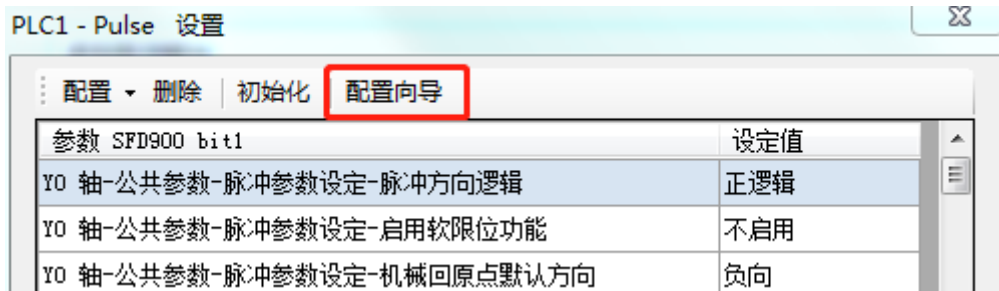 PLC1 - Pulse 设置
配置 删除 初始化 配置向导
参数 SFD900 bit1 设定值
Y0 轴-公共参数-脉冲参数设定-脉冲方向逻辑 正逻辑
Y0 轴-公共参数-脉冲参数设定-启用软限位功能 不启用
Y0 轴-公共参数-脉冲参数设定-机械回原点默认方向 负向